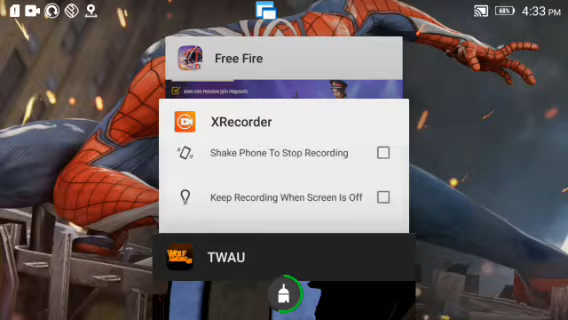 4:33 PM
Free Fire
XRecorder
Shake Phone To Stop Recording
Keep Recording When Screen Is Off
TWAU